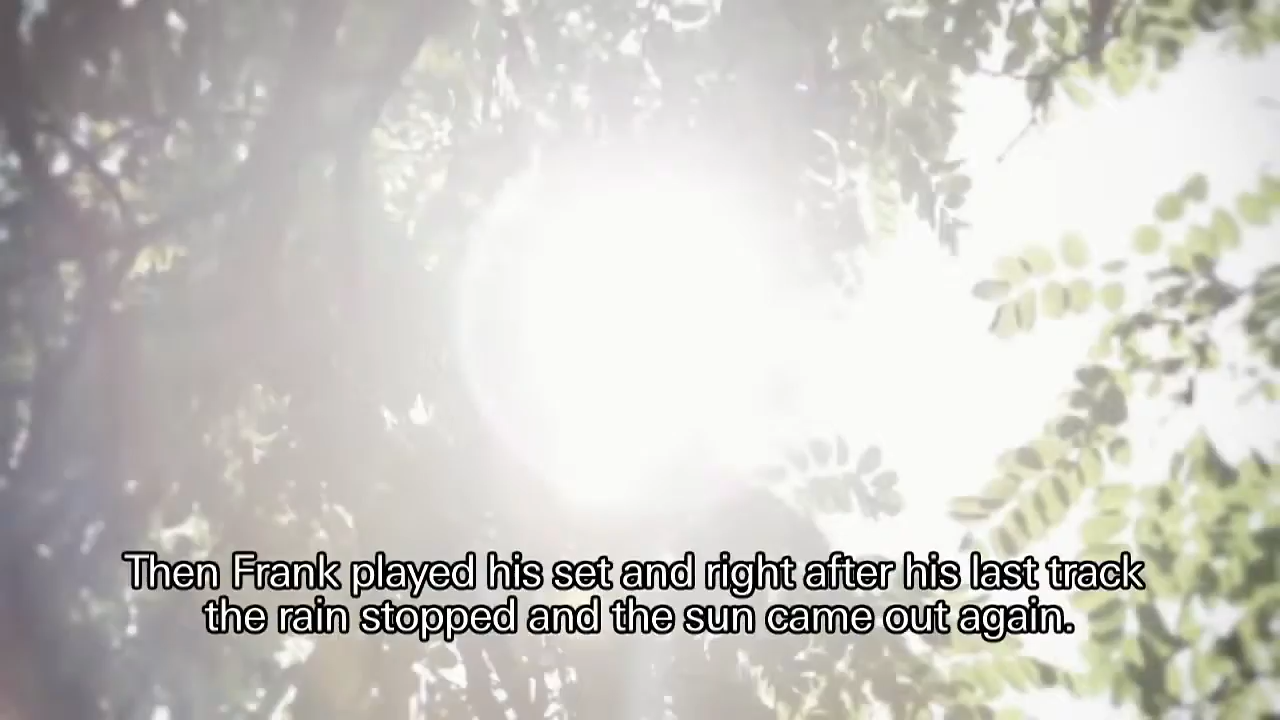 Then Frank played his set and right after his last track
the rain stopped and the sun came out again.